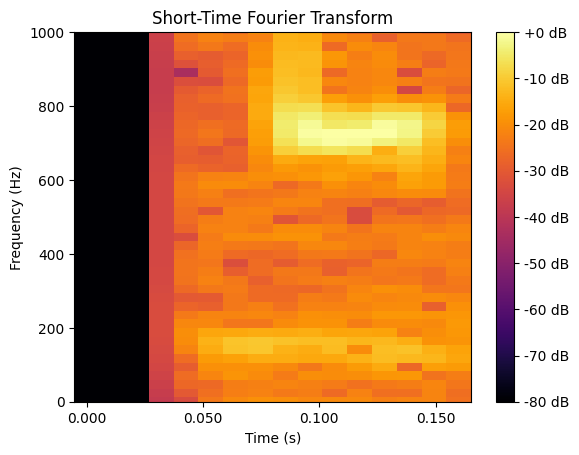 Short-Time Fourier Transform
1000
800
600
400
200
0
Frequency (Hz)
0.000
0.050
0.100
0.150
Time (s)
+0 dB
-10 dB
-20 dB
-30 dB
-40 dB
-50 dB
-60 dB
-70 dB
-80 dB